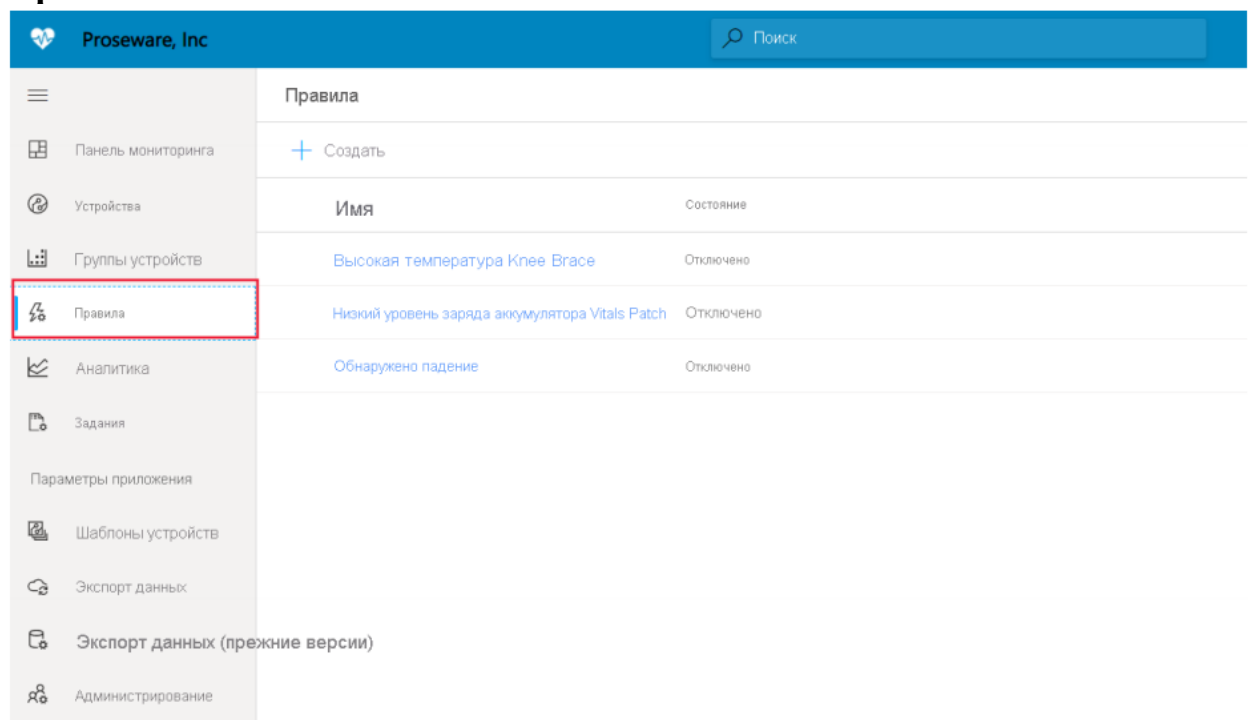 Proseware, Inc
Поиск
Правила
Панель мониторинга
Создать
Устройства
Имя
Состояние
Группы устройств
Высокая температура Knee Brace
Отключено
Правила
Низкий уровень заряда аккумулятора Vitals Patch
Отключено
Аналитика
Обнаружено падение
Отключено
Задания
Параметры приложения
Шаблоны устройств
Экспорт данных
Экспорт данных (прежние версии)
Администрирование